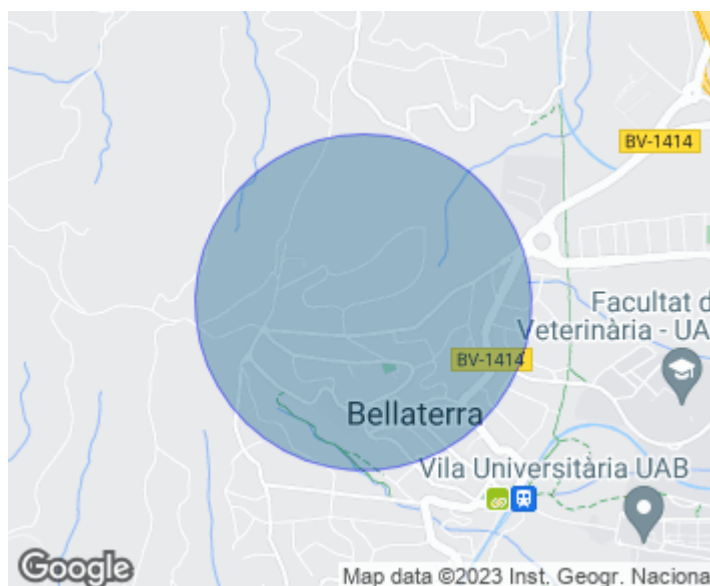 BV-1414
Facultat d
Veterinària - UA
BV-1414
Bellaterra
Vila Universitària UAB
Google
Map data ©2023 Inst. Geogr. Naciona